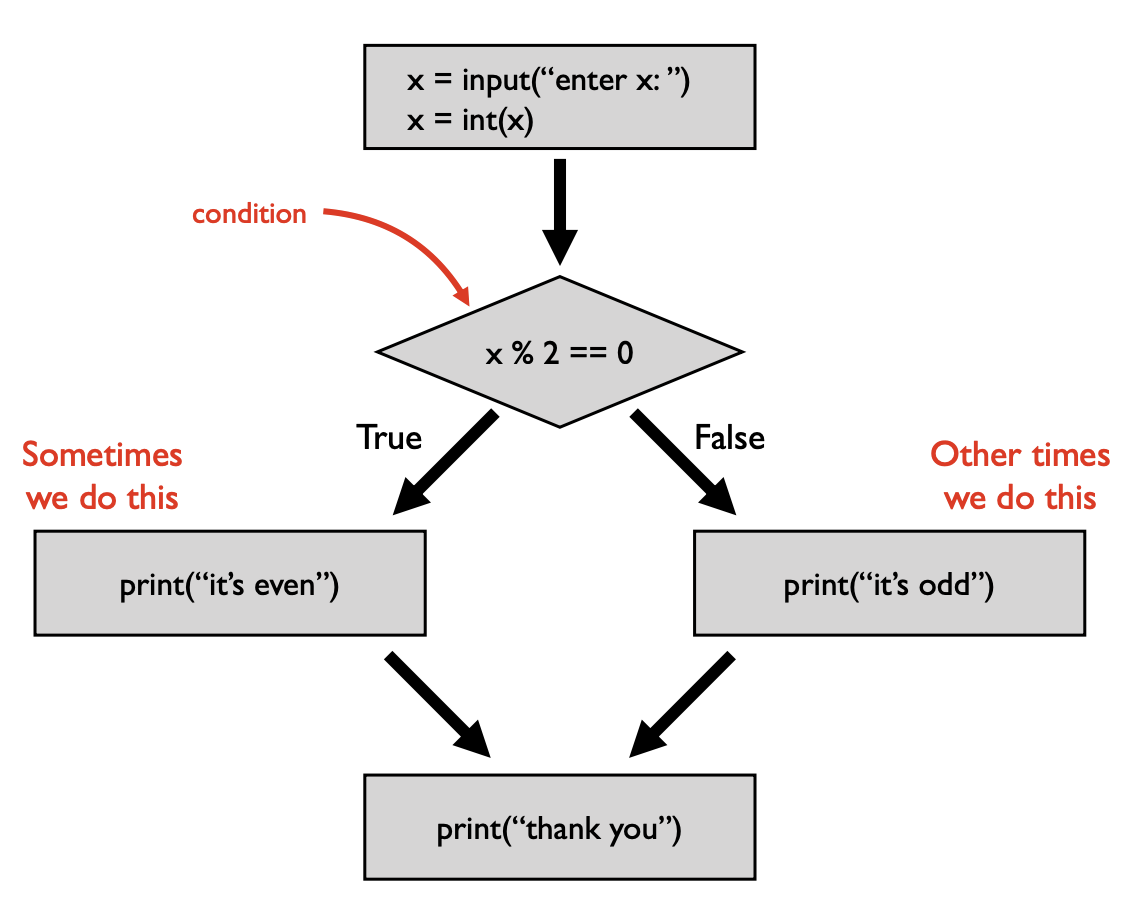 x = input(“enter x: ”)
x = int(x)
condition
x % 2 == 0
True
False
Sometimes
we do this
Other times
we do this
print(“it’s even”)
print(“it’s odd”)
print(“thank you”)